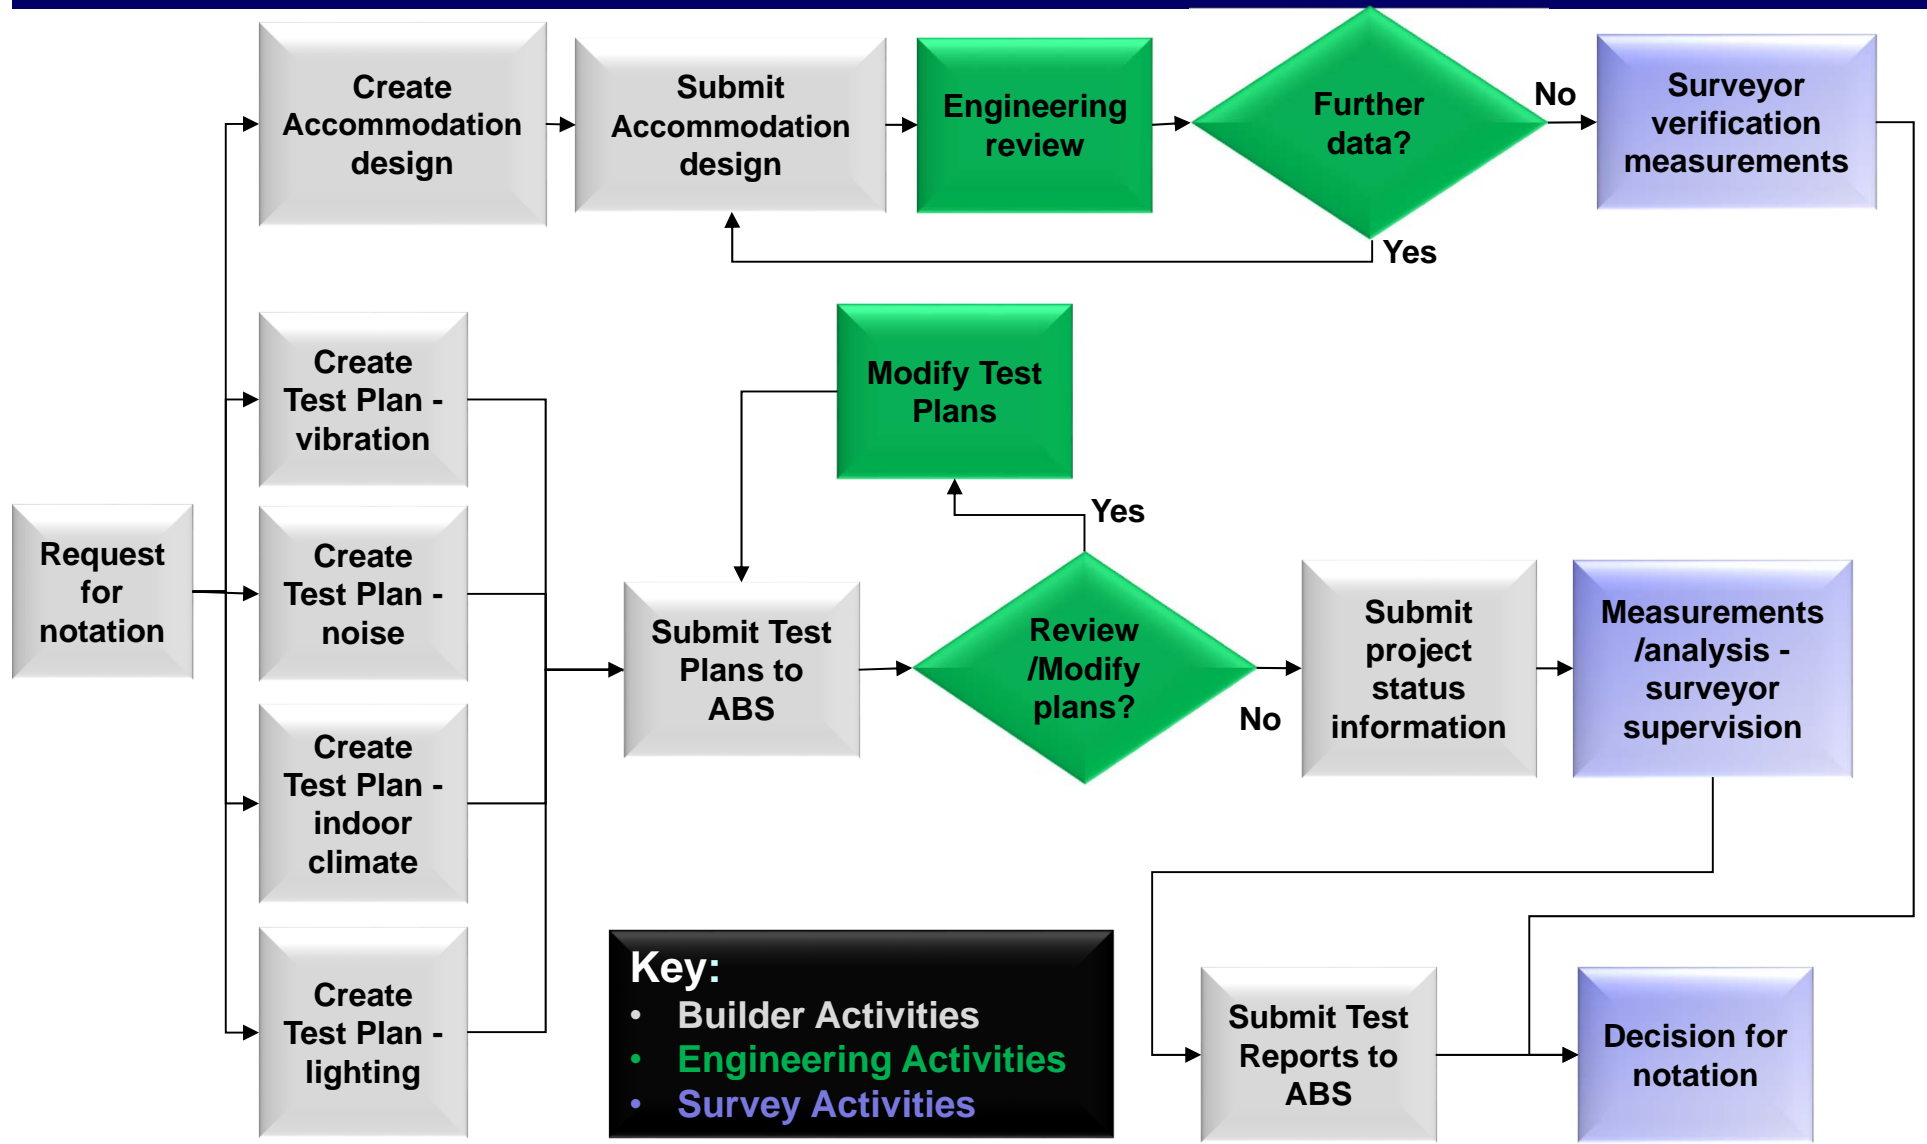 Create
Accommodation
design
Submit
Accommodation
design
Engineering
review
Further
data?
No
Surveyor
verification
measurements
Yes
Create
Test Plan -
vibration
Modify Test
Plans
Yes
Request
for
notation
Create
Test Plan -
noise
Submit Test
Plans to
ABS
Review
/Modify
plans?
No
Submit
project
status
information
Measurements
/analysis -
surveyor
supervision
Create
Test Plan -
indoor
climate
Create
Test Plan -
lighting
Key:
• Builder Activities
• Engineering Activities
• Survey Activities
Submit Test
Reports to
ABS
Decision for
notation